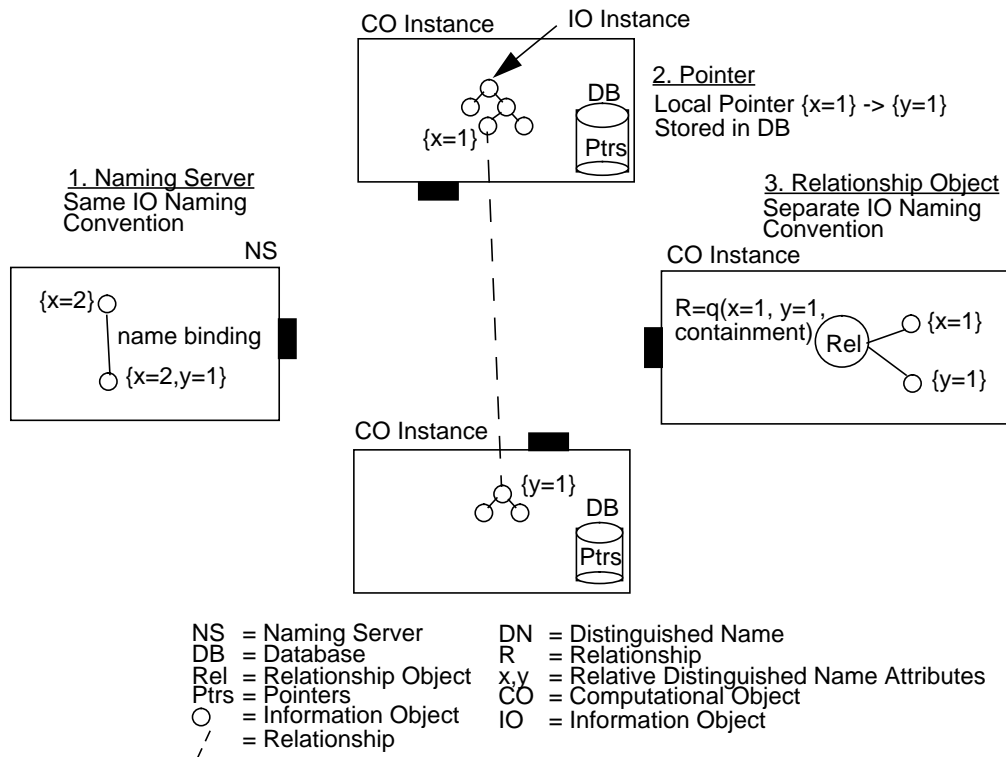 CO Instance
IO Instance
DB
Ptrs
{x=1}
2. Pointer
Local Pointer {x=1} -> {y=1}
Stored in DB
1. Naming Server
Same IO Naming
Convention
NS
{x=2}
name binding
{x=2,y=1}
3. Relationship Object
Separate IO Naming
Convention
CO Instance
R=q(x=1, y=1,
containment)
Rel
{x=1}
{y=1}
CO Instance
{y=1}
DB
Ptrs
NS = Naming Server
DB = Database
Rel = Relationship Object
Ptrs = Pointers
= Information Object
= Relationship
DN = Distinguished Name
R = Relationship
x,y = Relative Distinguished Name Attributes
CO = Computational Object
IO = Information Object